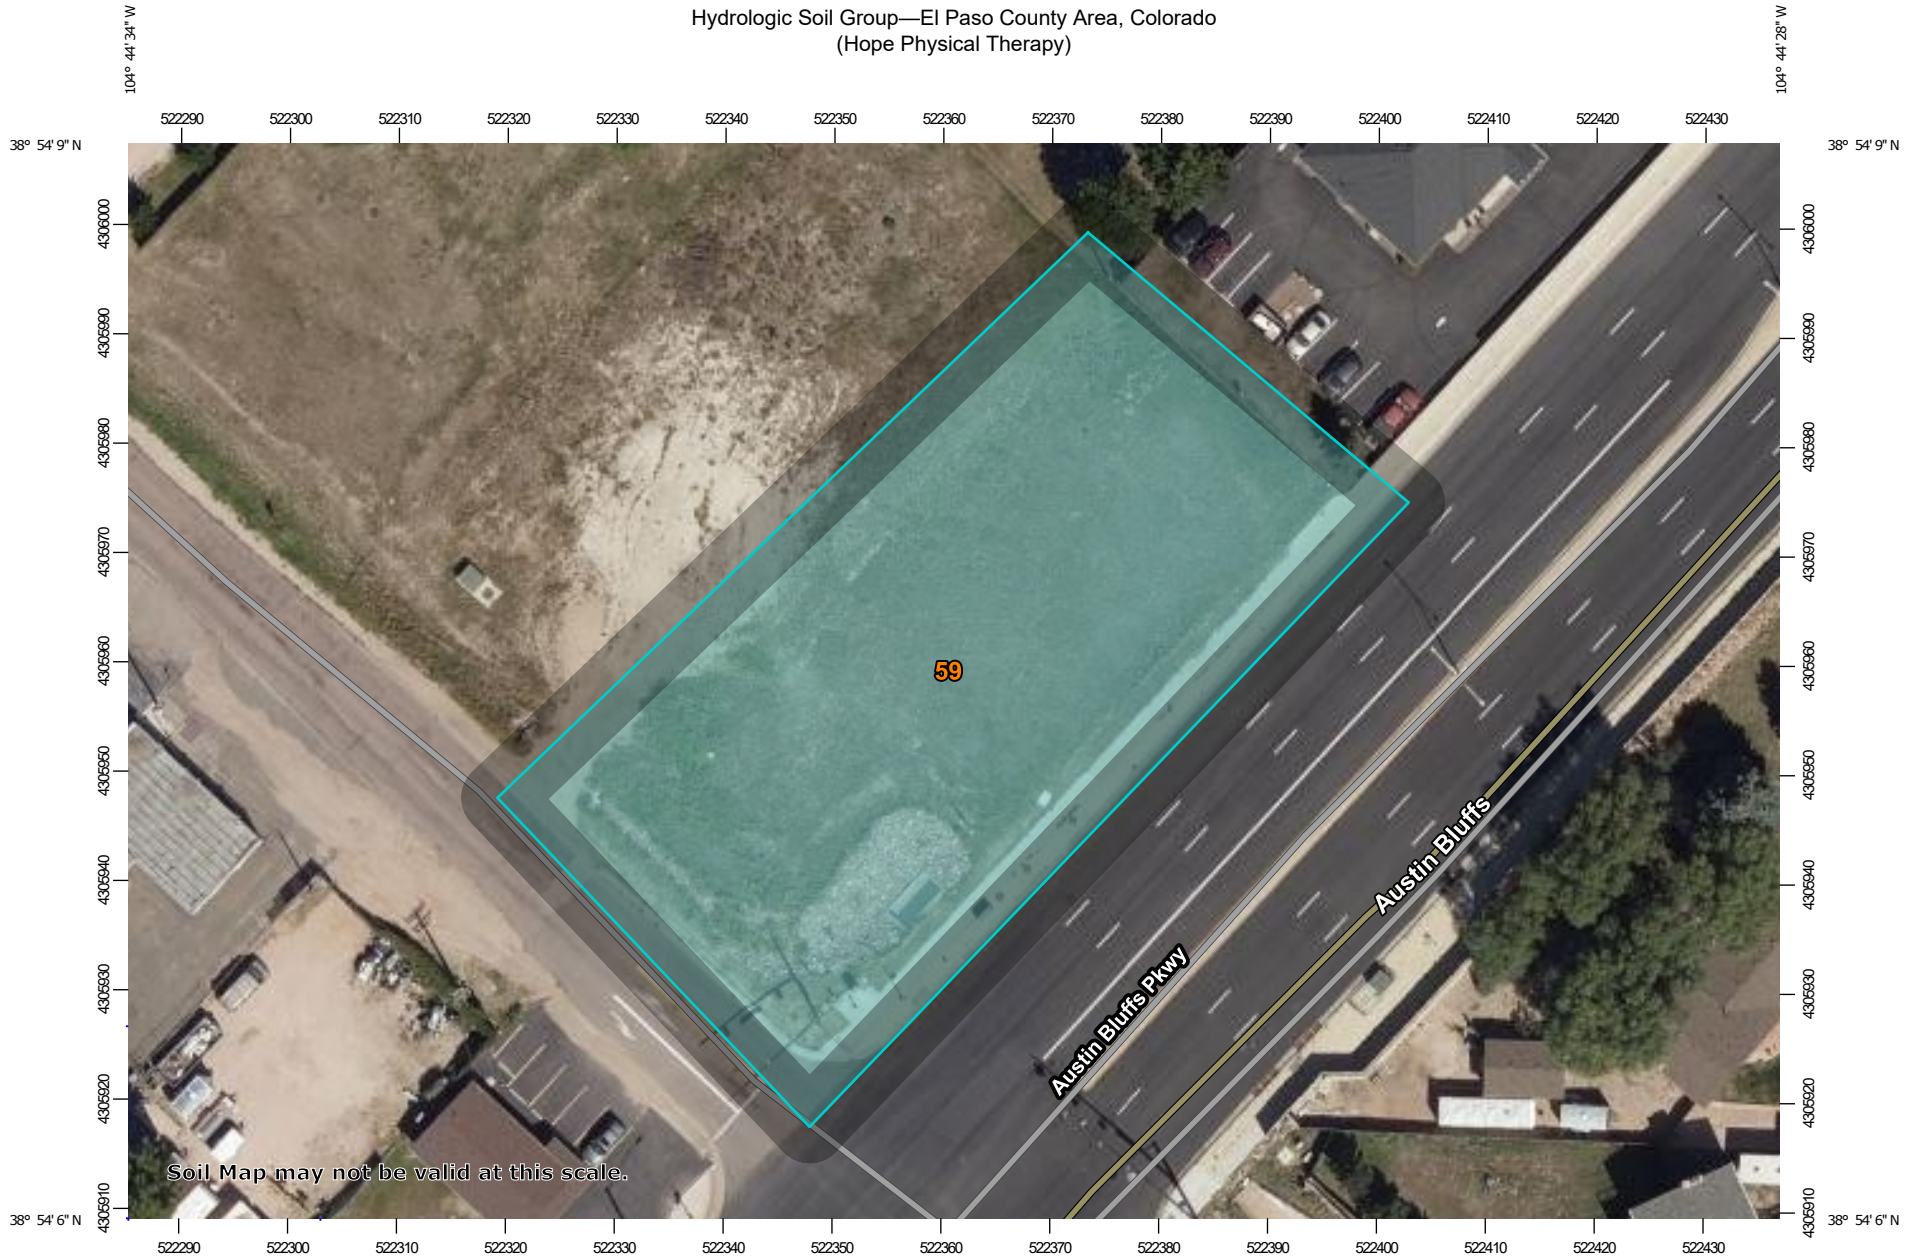 Hydrologic Soil Group—El Paso County Area, Colorado
(Hope Physical Therapy)
104° 44' 34'' W
104° 44' 28'' W
522290 522300 522310 522320 522330 522340 522350 522360 522370 522380 522390 522400 522410 522420 522430
38° 54' 9'' N
38° 54' 9'' N
4306000
4306000
4305990
4305990
4305980
4305980
4305970
4305970
4305960
4305960
59
4305950
4305950
Austin Bluffs
4305940
4305940
Austin Bluffs Pkwy
4305930
4305930
4305920
4305920
Soil Map may not be valid at this scale.
4305910
4305910
38° 54' 6'' N
38° 54' 6'' N
522290 522300 522310 522320 522330 522340 522350 522360 522370 522380 522390 522400 522410 522420 522430